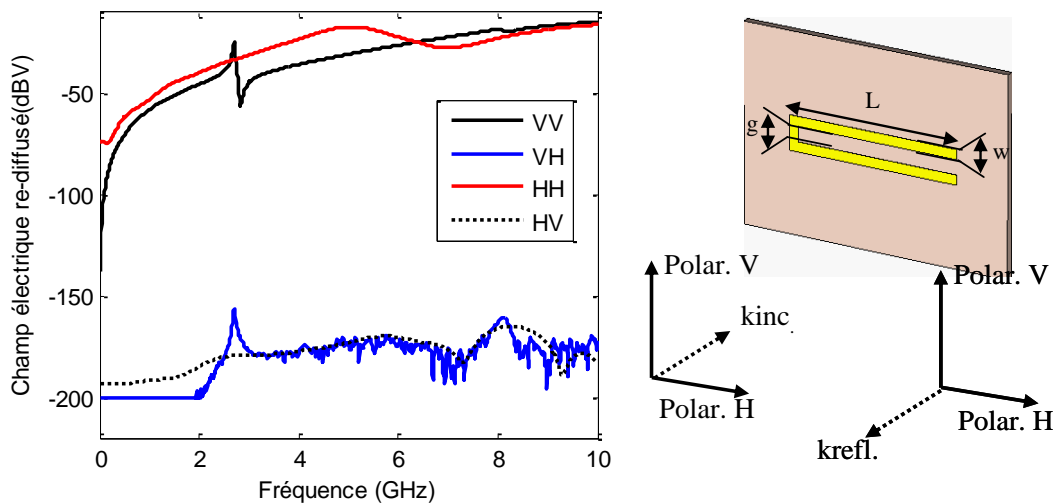 Champ électrique re-diffusé(dBV)
-50
-100
-150
-200
0
2
4
6
8
10
Fréquence (GHz)
VV
VH
HH
HV
L
g
w
Polar. V
kinc.
Polar. H
Polar. V
Polar. H
krefl.